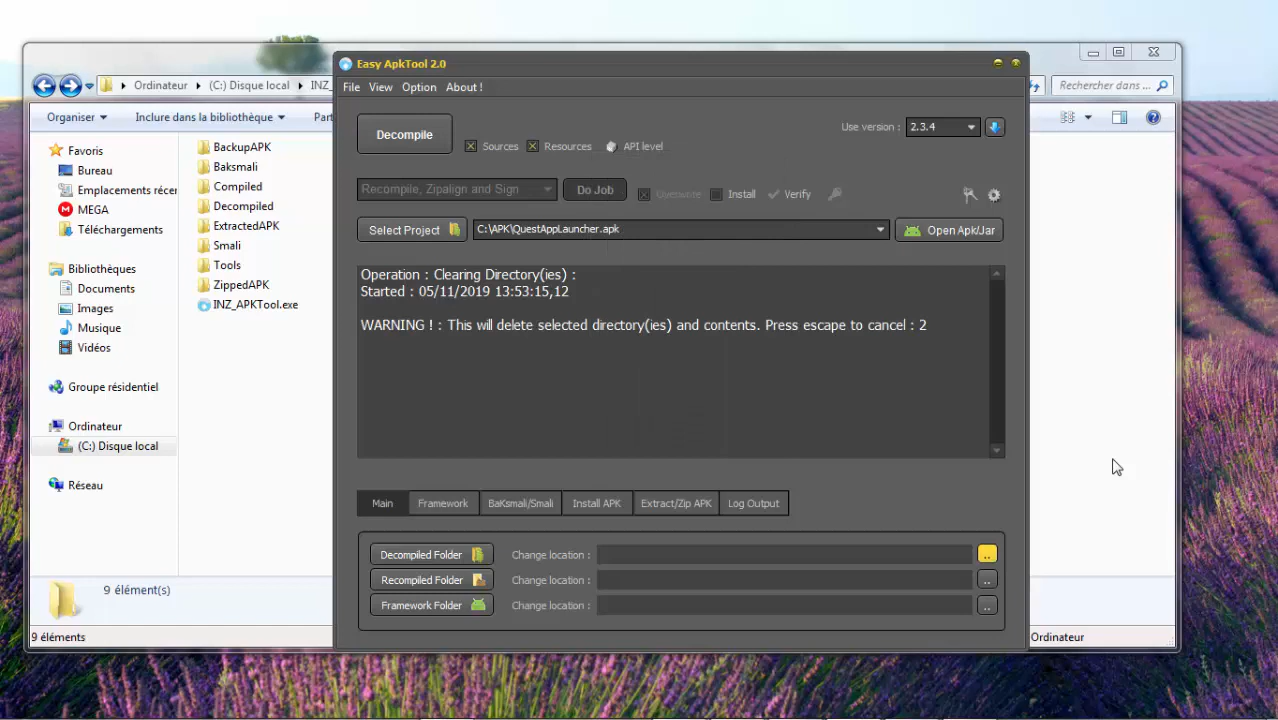 Easy ApkTool 2.0
Ordinateur
(C:) Disque local
INZ_
Rechercher dans ...
File View Option About !
Organiser
Inclure dans la bibliothèque
Part
Decompile
Sources
Resources
API level
Use version :
2.3.4
Recompile, Zipalign and Sign
Do Job
Overwrite
Install
Verify
Select Project
C:\APK\QuestAppLauncher.apk
Open Apk/Jar
Favoris
Bureau
Emplacements récer
MEGA
Téléchargements
Bibliothèques
Documents
Images
Musique
Vidéos
Groupe résidentiel
Ordinateur
(C:) Disque local
Réseau
BackupAPK
Baksmali
Compiled
Decompiled
ExtractedAPK
Smali
Tools
ZippedAPK
INZ_APKTool.exe
Operation : Clearing Directory(ies) :
Started : 05/11/2019 13:53:15,12
WARNING ! : This will delete selected directory(ies) and contents. Press escape to cancel : 2
Main
Framework
BaKsmali/Smali
Install APK
Extract/Zip APK
Log Output
Decompiled Folder
Change location :
..
Recompiled Folder
Change location :
..
Framework Folder
Change location :
..
9 élément(s)
9 éléments
Ordinateur